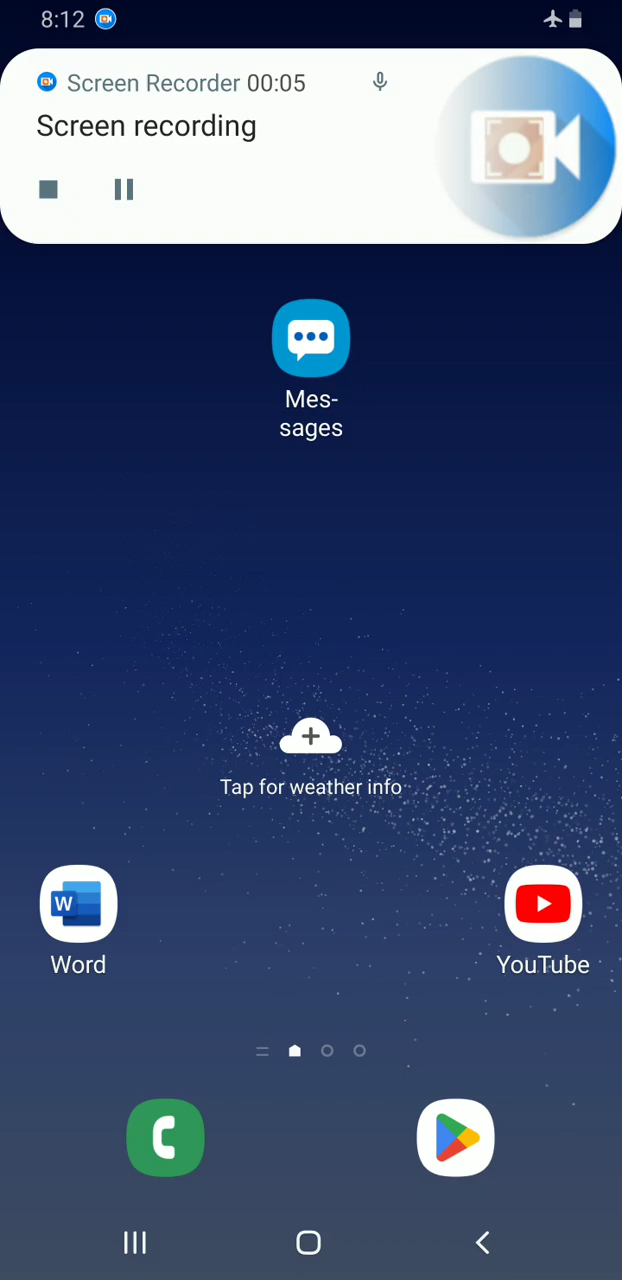 8:12
Screen Recorder 00:05
Screen recording
Mes-
sages
Tap for weather info
W
Word
YouTube